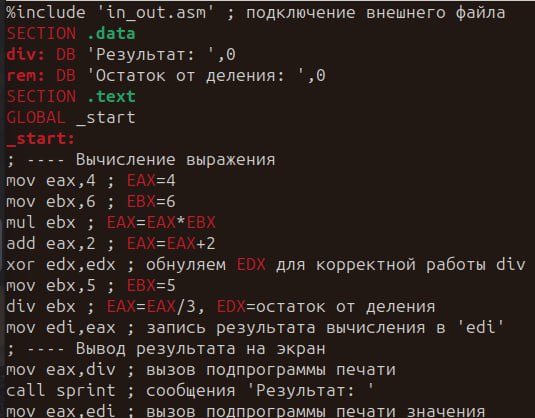 %include 'in_out.asm' ; подключение внешнего файла
SECTION .data
div: DB 'Результат: ',0
rem: DB 'Остаток от деления: ',0
SECTION .text
GLOBAL _start
_start:
; ---- Вычисление выражения
mov eax,4 ; EAX=4
mov ebx,6 ; EBX=6
mul ebx ; EAX=EAX*EBX
add eax,2 ; EAX=EAX+2
xor edx,edx ; обнуляем EDX для корректной работы div
mov ebx,5 ; EBX=5
div ebx ; EAX=EAX/3, EDX=остаток от деления
mov edi,eax ; запись результата вычисления в 'edi'
; ---- Вывод результата на экран
mov eax,div ; вызов подпрограммы печати
call sprint ; сообщения 'Результат: '
mov eax,edi ; вызов подпрограммы печати значения